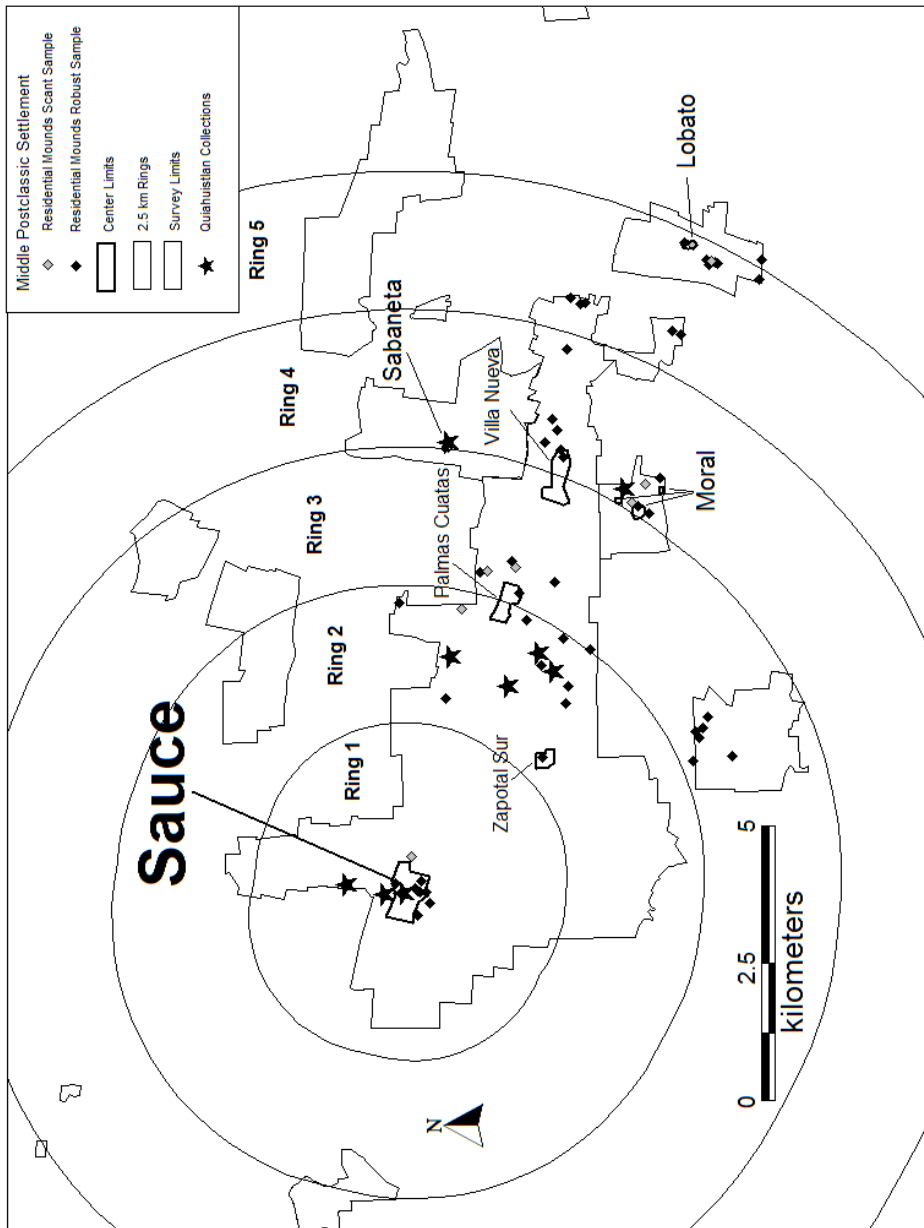 Middle Postclassic Settlement
Residential Mounds Scant Sample
Residential Mounds Robust Sample
Center Limits
2.5 km Rings
Survey Limits
Quiahuistlan Collections
Ring 5
Lobato
Sabaneta
Ring 4
Villa Nueva
Ring 3
Palmas Cuatas
Moral
Ring 2
Sauce
Ring 1
Zapotal Sur
N
0 2.5 5
kilometers